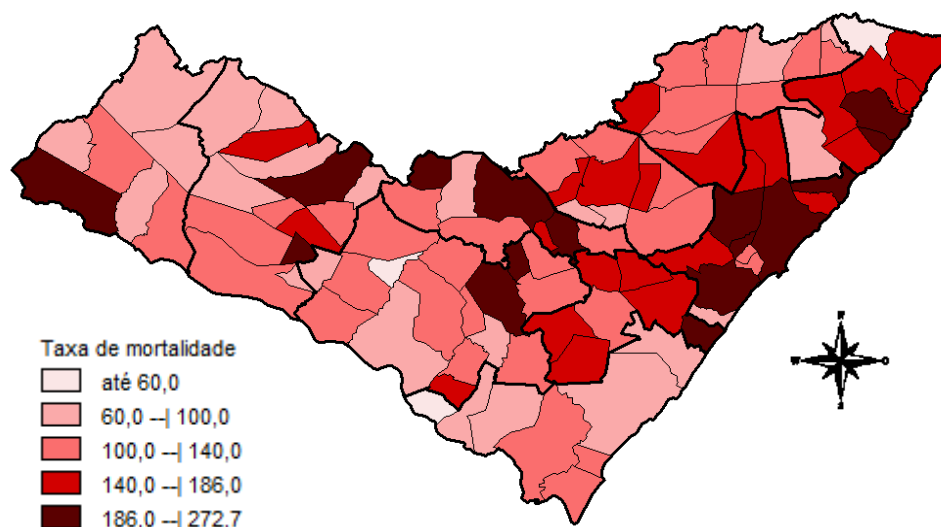 Taxa de mortalidade
até 60,0
60,0 --| 100,0
100,0 --| 140,0
140,0 --| 186,0
186,0 --| 272,7